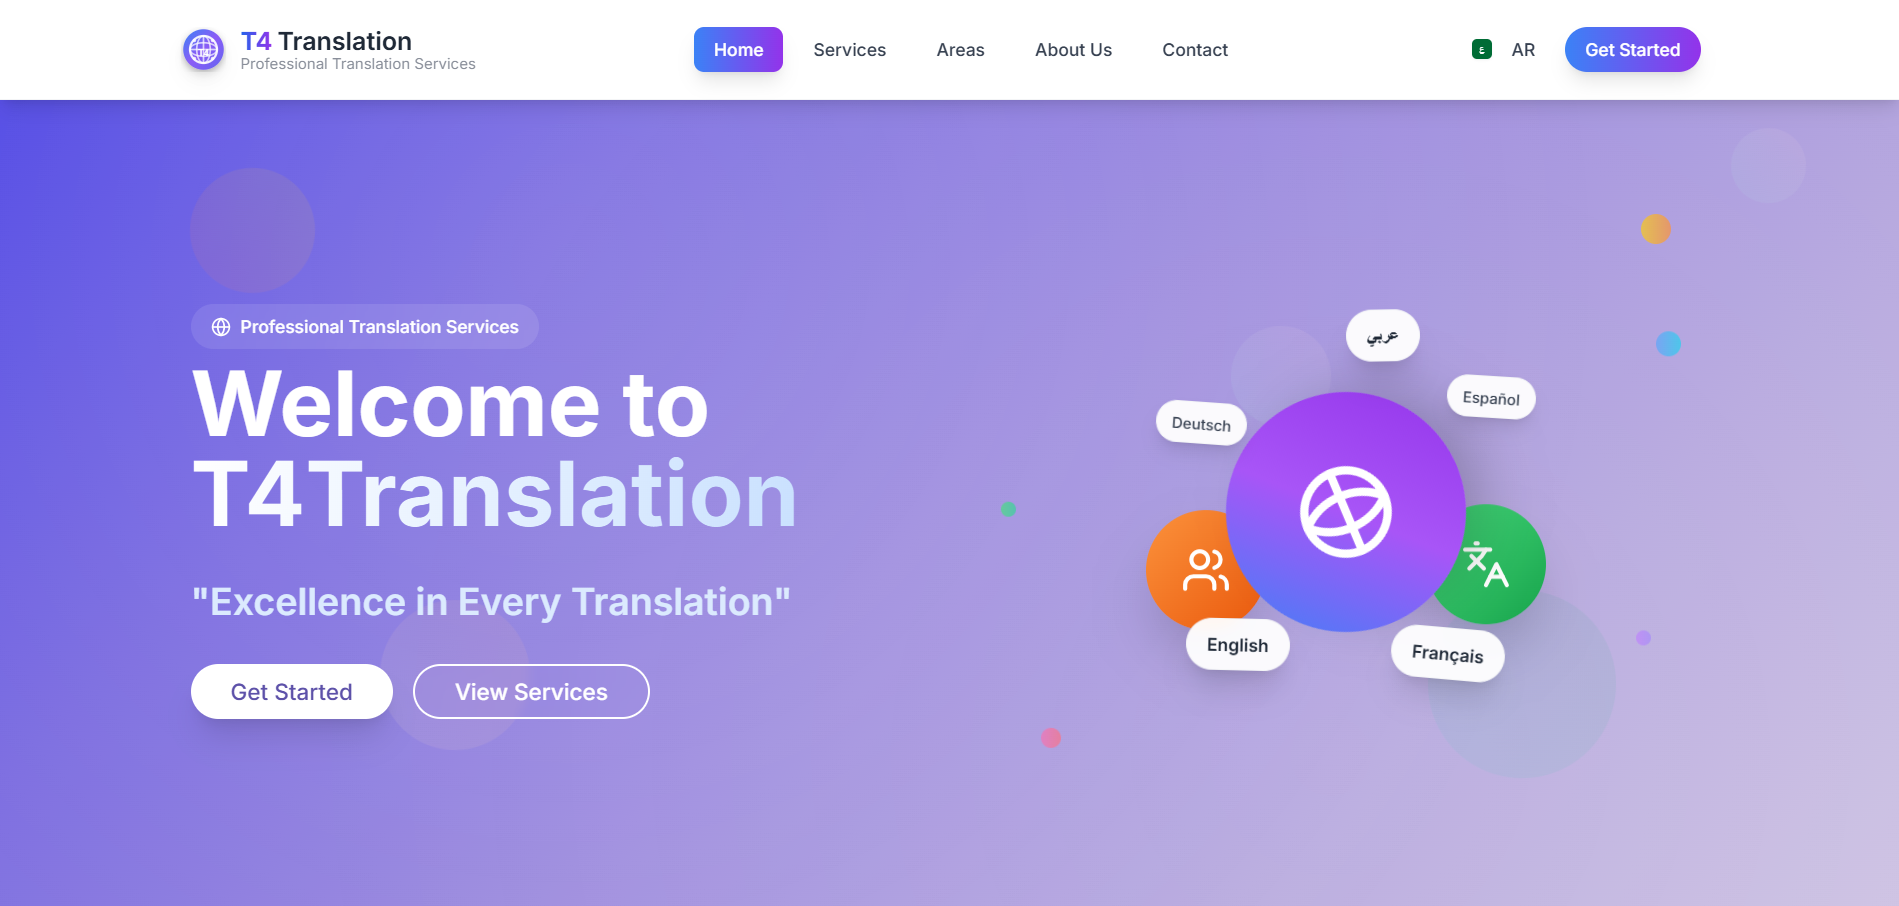 T4 Translation
Professional Translation Services
Home
Services
Areas
About Us
Contact
ع
AR
Get Started
Professional Translation Services
Welcome to
T4Translation
"Excellence in Every Translation"
Get Started
View Services
عربي
Español
Deutsch
English
Français